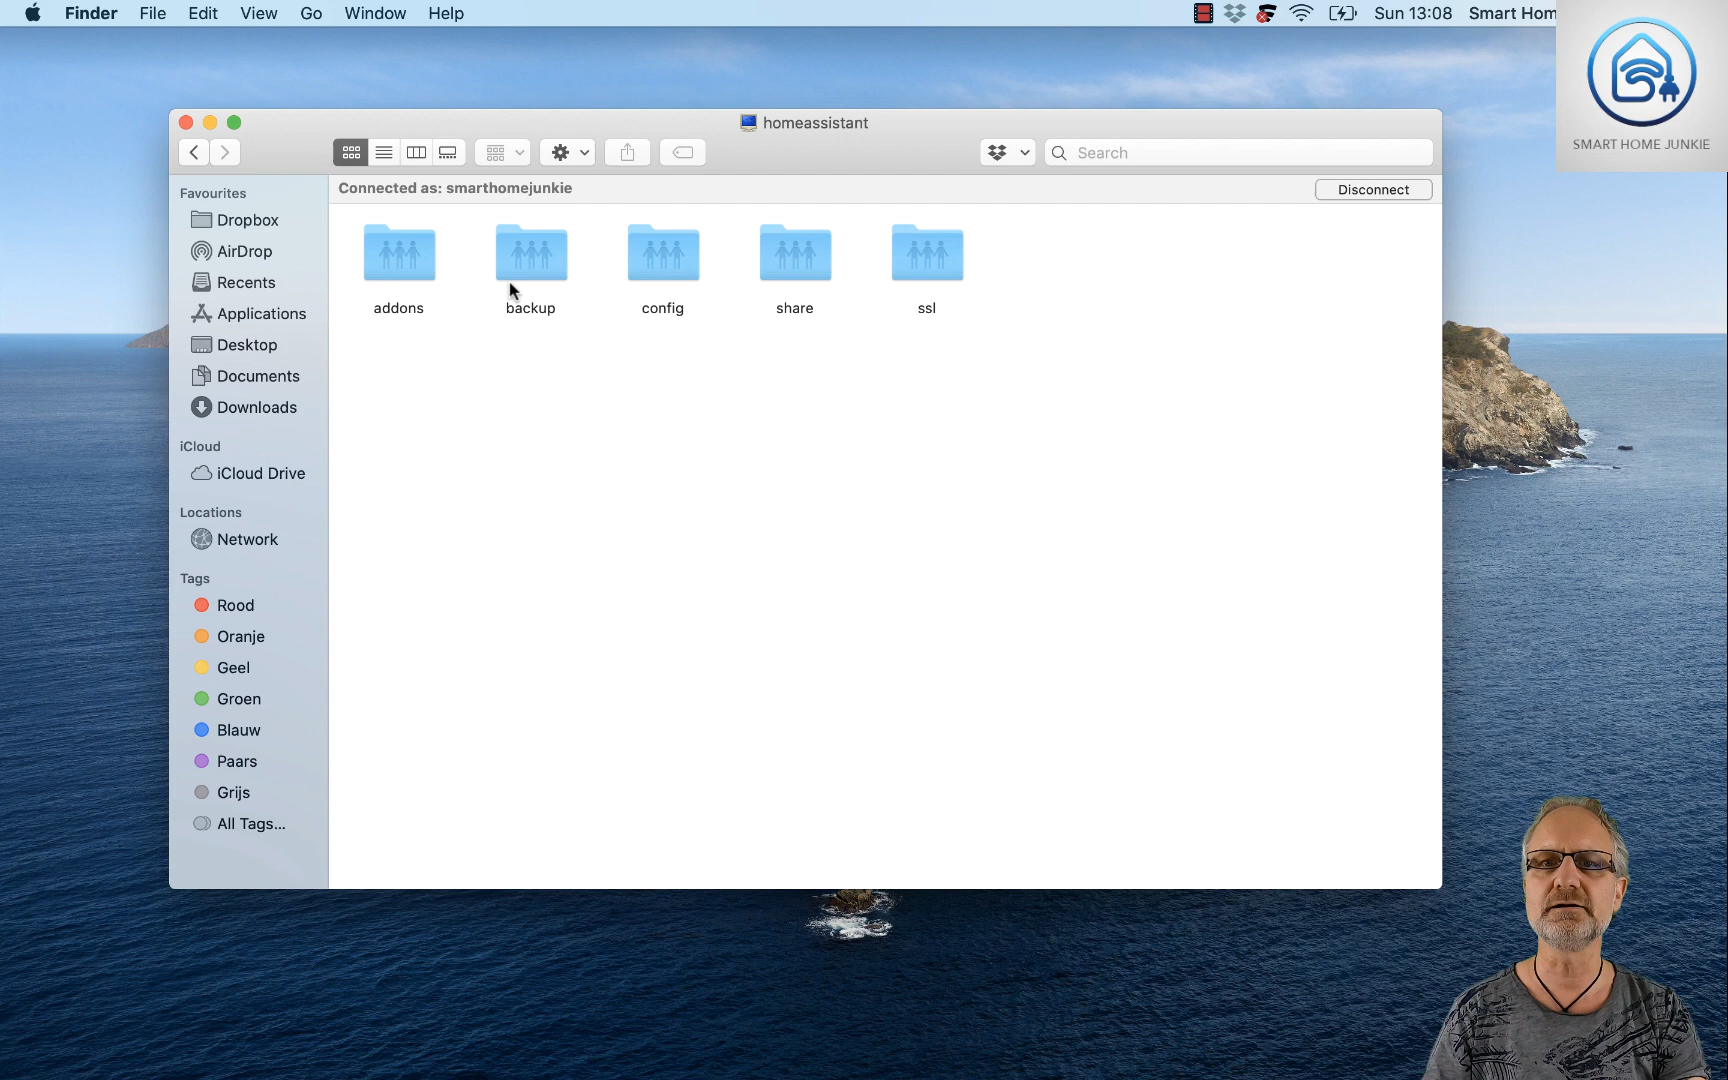 Finder File Edit View Go Window Help
Sun 13:08 Smart Hom
SMART HOME JUNKIE
homeassistant
Search
Connected as: smarthomejunkie
Disconnect
Favourites
Dropbox
AirDrop
Recents
Applications
Desktop
Documents
Downloads
iCloud
iCloud Drive
Locations
Network
Tags
Rood
Oranje
Geel
Groen
Blauw
Paars
Grijs
All Tags...
addons backup config share ssl